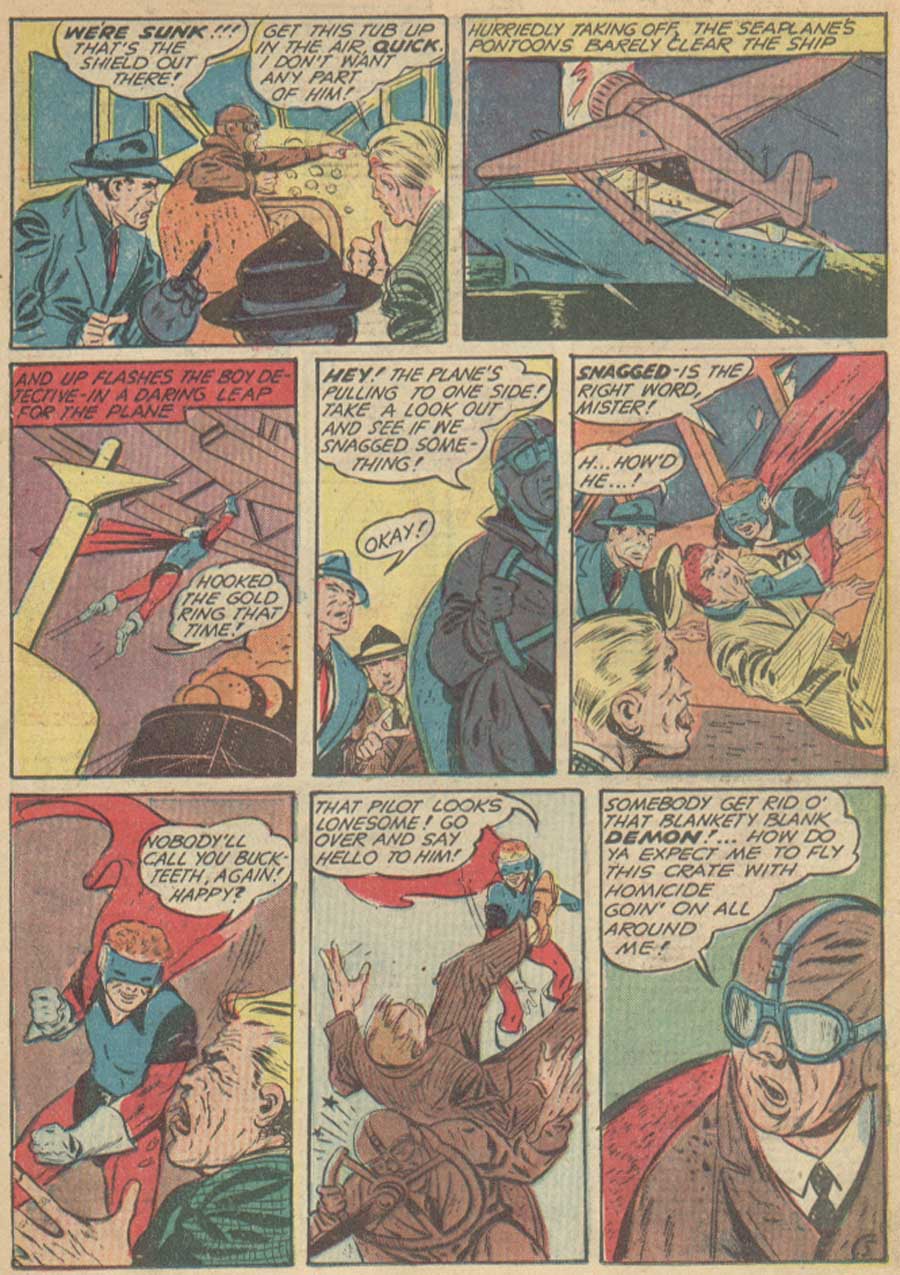 WE'RE SUNK!!!
THAT'S THE
SHIELD OUT
THERE!
GET THIS TUB UP
IN THE AIR, QUICK.
I DON'T WANT
ANY PART
OF HIM!
HURRIEDLY TAKING OFF, THE SEAPLANE'S
PONTOONS BARELY CLEAR THE SHIP
AND UP FLASHES THE BOY DE-
TECTIVE-IN A DARING LEAP
FOR THE PLANE
HOOKED
THE GOLD
RING THAT
TIME!
HEY! THE PLANE'S
PULLING TO ONE SIDE!
TAKE A LOOK OUT
AND SEE IF WE
SNAGGED SOME-
THING!
OKAY!
SNAGGED-IS THE
RIGHT WORD,
MISTER!
H...HOW'D
HE...!
NOBODY'LL
CALL YOU BUCK-
TEETH, AGAIN!
HAPPY?
THAT PILOT LOOKS
LONESOME! GO
OVER AND SAY
HELLO TO HIM!
SOMEBODY GET RID O'
THAT BLANKETY BLANK
DEMON!... HOW DO
YA EXPECT ME TO FLY
THIS CRATE WITH
HOMICIDE
GOIN' ON ALL
AROUND
ME!